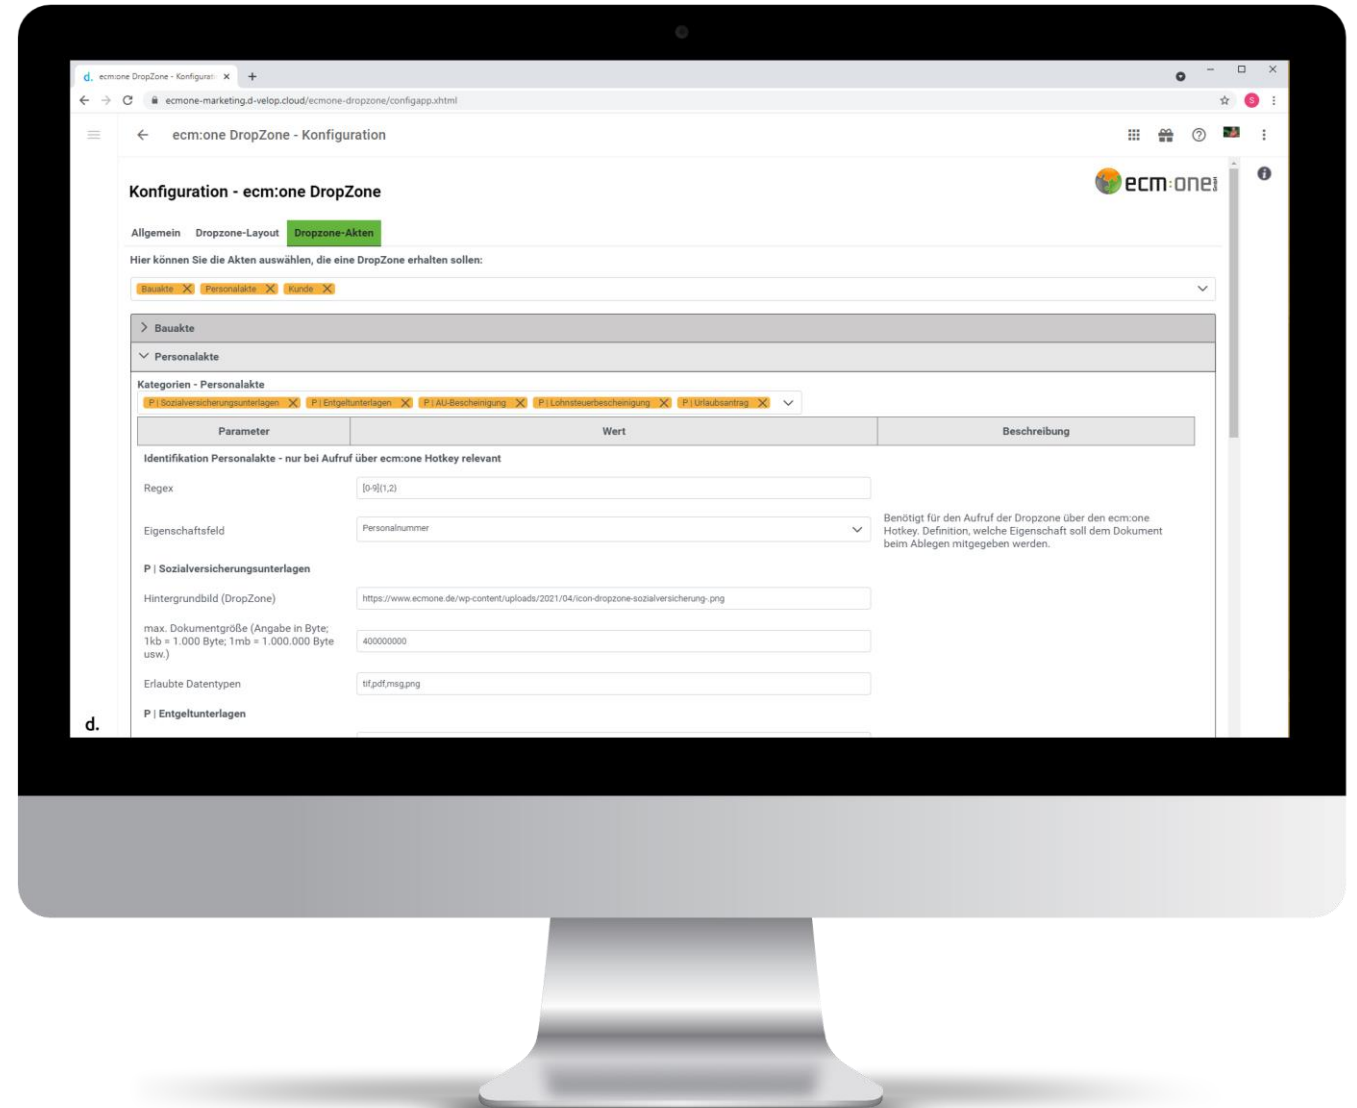 d. ecm:one DropZone - Konfigurati
ecmone-marketing.d-velop.cloud/ecmone-dropzone/configapp.xhtml
S
ecm:one DropZone - Konfiguration
Konfiguration - ecm:one DropZone
ecm:one GmbH
Allgemein Dropzone-Layout Dropzone-Akten
Hier können Sie die Akten auswählen, die eine DropZone erhalten sollen:
Bauakte Personalakte Kunde
Bauakte
Personalakte
Kategorien - Personalakte
P | Sozialversicherungsunterlagen P | Entgeltunterlagen P | AU-Bescheinigung P | Lohnsteuerbescheinigung P | Urlaubsantrag
Parameter Wert Beschreibung
Identifikation Personalakte - nur bei Aufruf über ecm:one Hotkey relevant
Regex [0-9]{1,2}
Eigenschaftsfeld Personalnummer
Benötigt für den Aufruf der Dropzone über den ecm:one
Hotkey. Definition, welche Eigenschaft soll dem Dokument
beim Ablegen mitgegeben werden.
P | Sozialversicherungsunterlagen
Hintergrundbild (DropZone) https://www.ecmone.de/wp-content/uploads/2021/04/icon-dropzone-sozialversicherung-.png
max. Dokumentgröße (Angabe in Byte;
1kb = 1.000 Byte; 1mb = 1.000.000 Byte
usw.)
400000000
Erlaubte Datentypen tif,pdf,msg,png
P | Entgeltunterlagen
d.